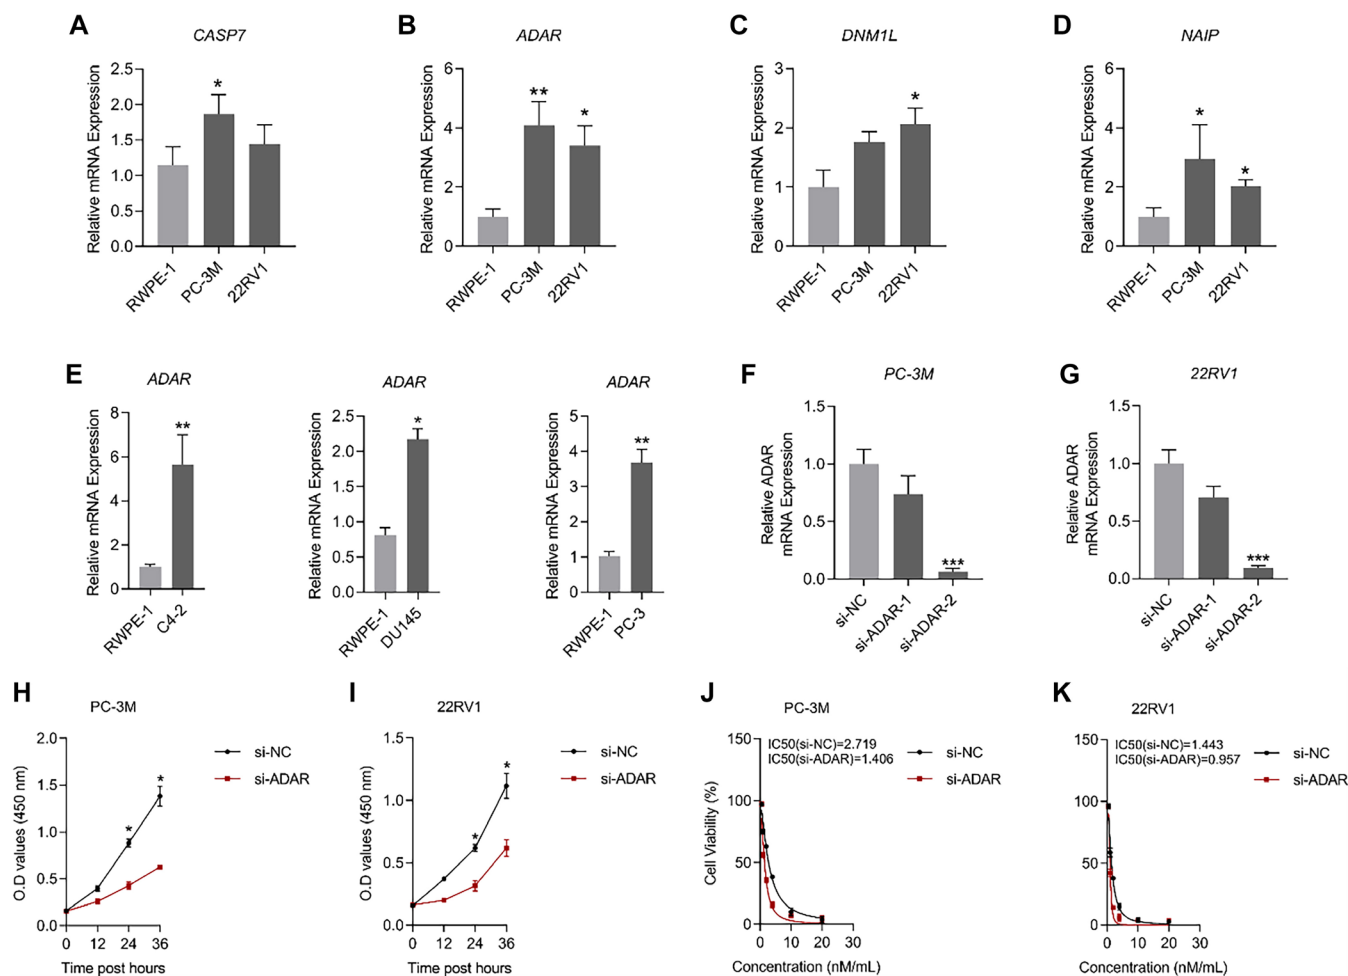 A
CASP7
Relative mRNA Expression
2.5
2.0
1.5
1.0
0.5
0.0
*
RWPE-1
PC-3M
22RV1
B
ADAR
Relative mRNA Expression
6
4
2
0
**
*
RWPE-1
PC-3M
22RV1
C
DNM1L
Relative mRNA Expression
3
2
1
0
*
RWPE-1
PC-3M
22RV1
D
NAIP
Relative mRNA Expression
6
4
2
0
*
*
RWPE-1
PC-3M
22RV1
E
ADAR
Relative mRNA Expression
8
6
4
2
0
**
RWPE-1
C4-2
ADAR
Relative mRNA Expression
2.5
2.0
1.5
1.0
0.5
0.0
*
RWPE-1
DU145
ADAR
Relative mRNA Expression
5
4
3
2
1
0
**
RWPE-1
PC-3
F
PC-3M
Relative ADAR
mRNA Expression
1.5
1.0
0.5
0.0
***
si-NC
si-ADAR-1
si-ADAR-2
G
22RV1
Relative ADAR
mRNA Expression
1.5
1.0
0.5
0.0
***
si-NC
si-ADAR-1
si-ADAR-2
H
PC-3M
O.D values (450 nm)
2.0
1.5
1.0
0.5
0.0
*
*
0 12 24 36
Time post hours
si-NC
si-ADAR
I
22RV1
O.D values (450 nm)
1.5
1.0
0.5
0.0
*
*
0 12 24 36
Time post hours
si-NC
si-ADAR
J
PC-3M
IC50(si-NC)=2.719
IC50(si-ADAR)=1.406
Cell Viability (%)
150
100
50
0
0 10 20 30
Concentration (nM/mL)
si-NC
si-ADAR
K
22RV1
IC50(si-NC)=1.443
IC50(si-ADAR)=0.957
150
100
50
0
0 10 20 30
Concentration (nM/mL)
si-NC
si-ADAR